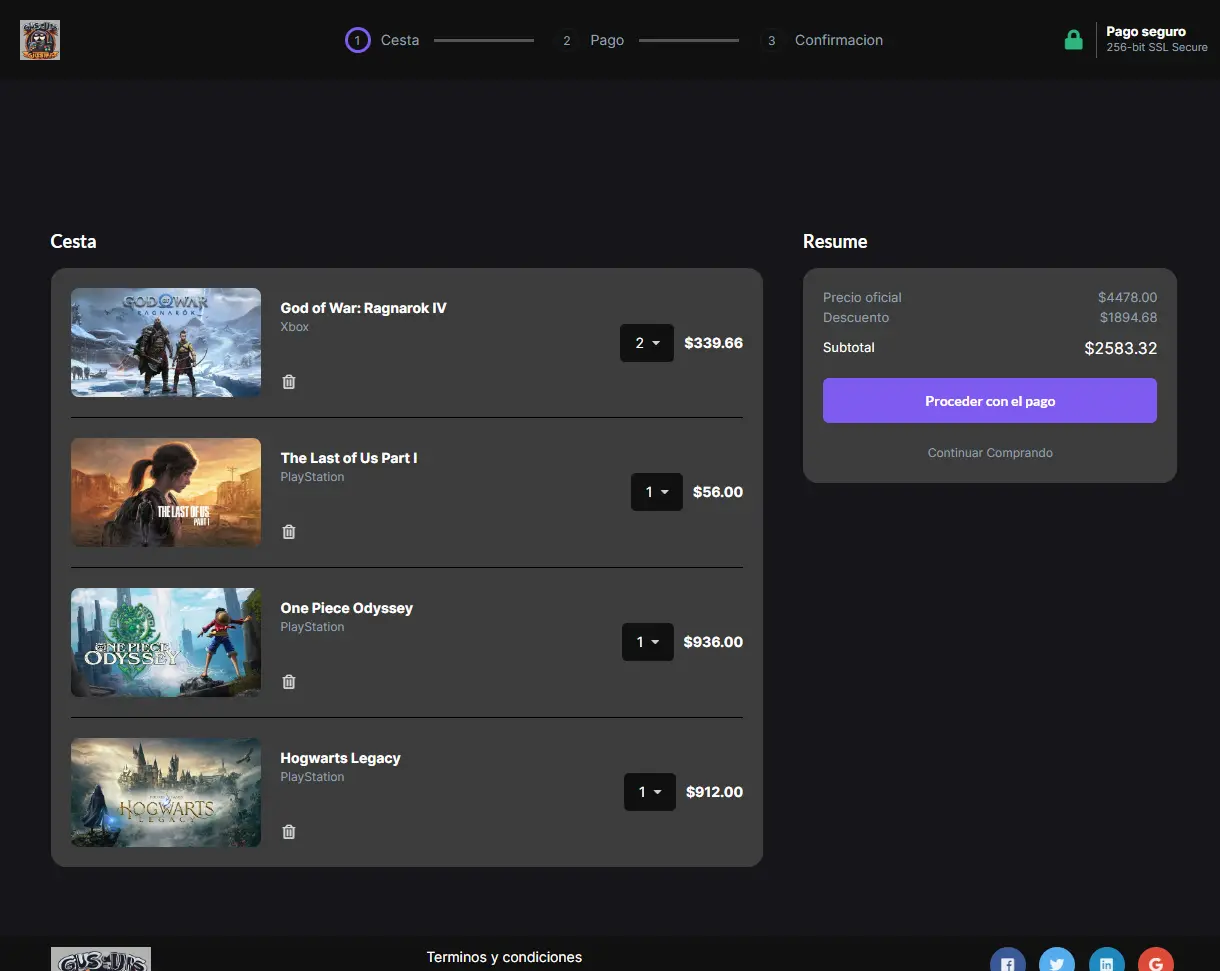 1 Cesta 2 Pago 3 Confirmacion
Pago seguro
256-bit SSL Secure
Cesta
GOD OF WAR
RAGNARÖK
God of War: Ragnarok IV
Xbox
2 $339.66
THE LAST OF US
PART I
The Last of Us Part I
PlayStation
1 $56.00
ONE PIECE
ODYSSEY
One Piece Odyssey
PlayStation
1 $936.00
HOGWARTS
LEGACY
Hogwarts Legacy
PlayStation
1 $912.00
Resume
Precio oficial $4478.00
Descuento $1894.68
Subtotal $2583.32
Proceder con el pago
Continuar Comprando
Terminos y condiciones